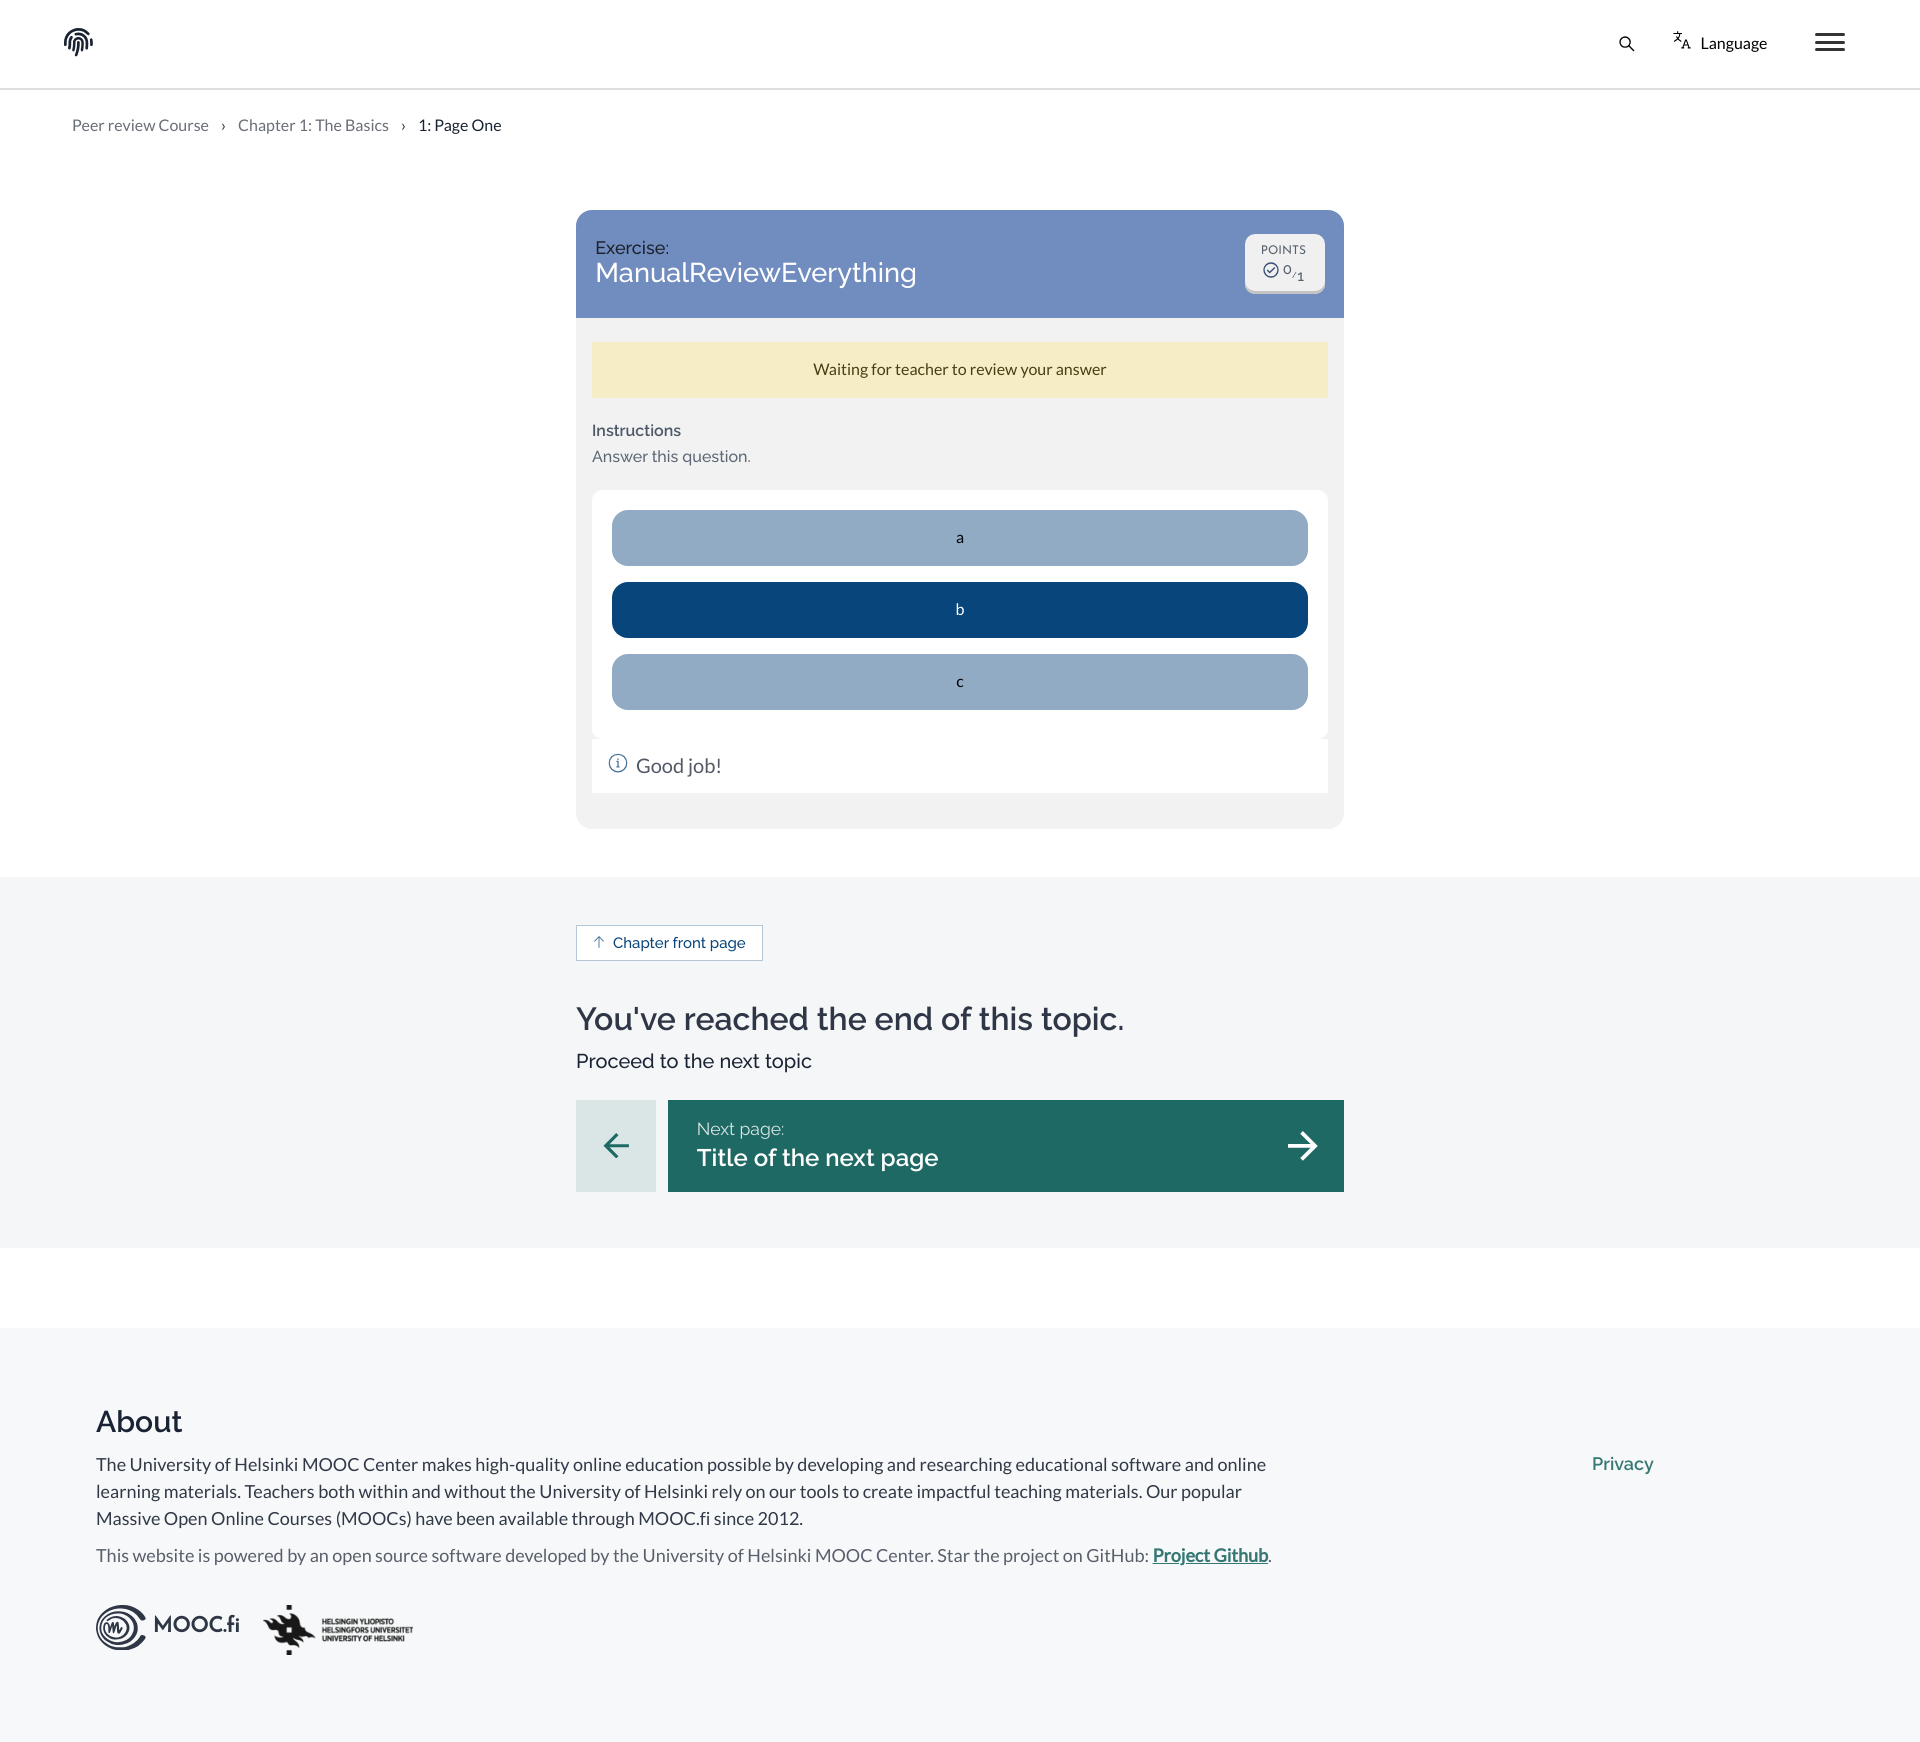 Language
Peer review Course › Chapter 1: The Basics › 1: Page One
Exercise:
ManualReviewEverything
POINTS
0/1
Waiting for teacher to review your answer
Instructions
Answer this question.
a
b
c
Good job!
Chapter front page
You've reached the end of this topic.
Proceed to the next topic
Next page:
Title of the next page
About
The University of Helsinki MOOC Center makes high-quality online education possible by developing and researching educational software and online
learning materials. Teachers both within and without the University of Helsinki rely on our tools to create impactful teaching materials. Our popular
Massive Open Online Courses (MOOCs) have been available through MOOC.fi since 2012.
This website is powered by an open source software developed by the University of Helsinki MOOC Center. Star the project on GitHub: Project Github.
Privacy
MOOC.fi
HELSINGIN YLIOPISTO
HELSINGFORS UNIVERSITET
UNIVERSITY OF HELSINKI